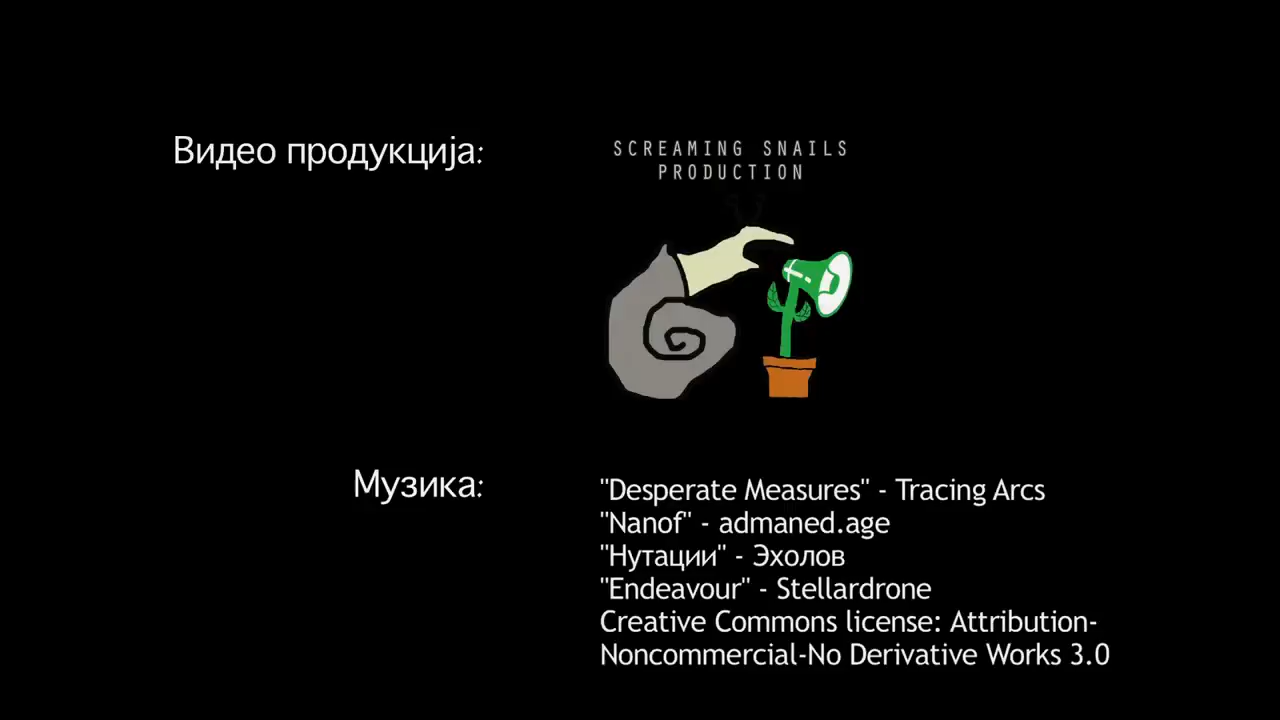 Видео продукција:
SCREAMING SNAILS
PRODUCTION
Музика:
"Desperate Measures" - Tracing Arcs
"Nanof" - admaned.age
"Нутации" - Эхолов
"Endeavour" - Stellardrone
Creative Commons license: Attribution-
Noncommercial-No Derivative Works 3.0